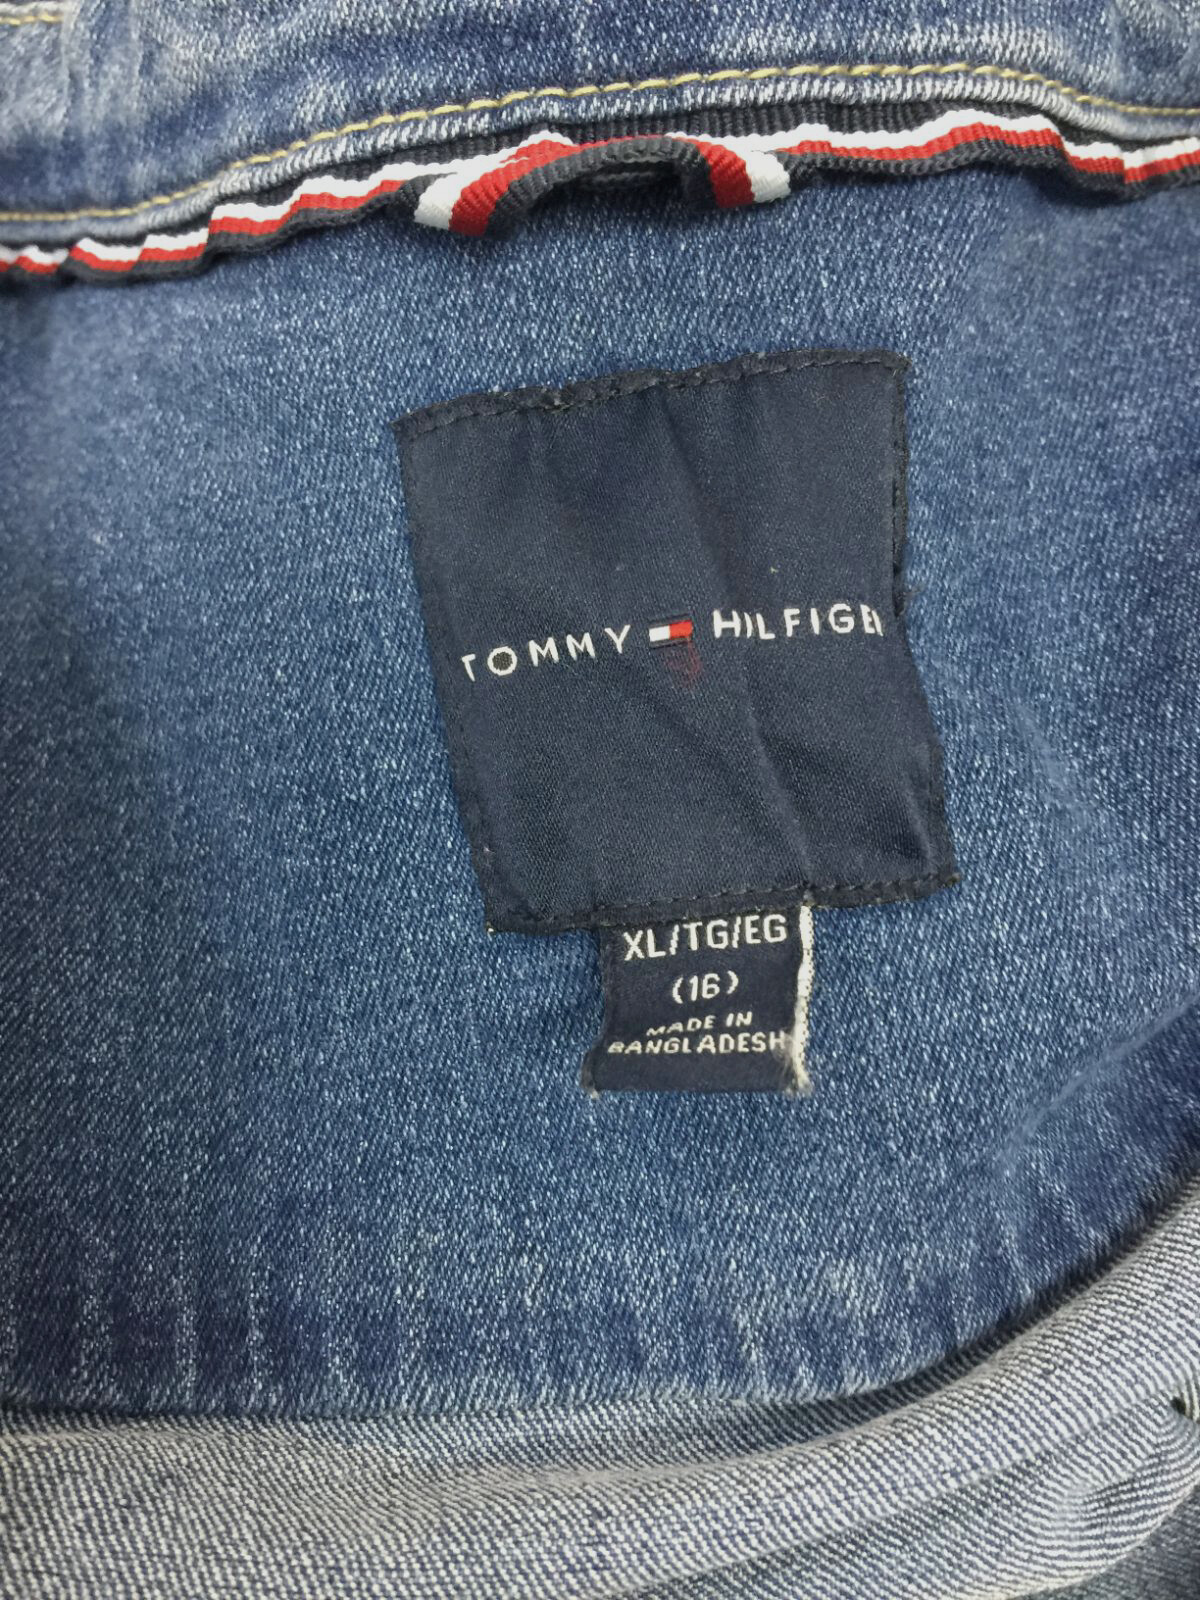 TOMMY HILFIGER
XL/TG/EG
(16)
MADE IN
BANGLADESH